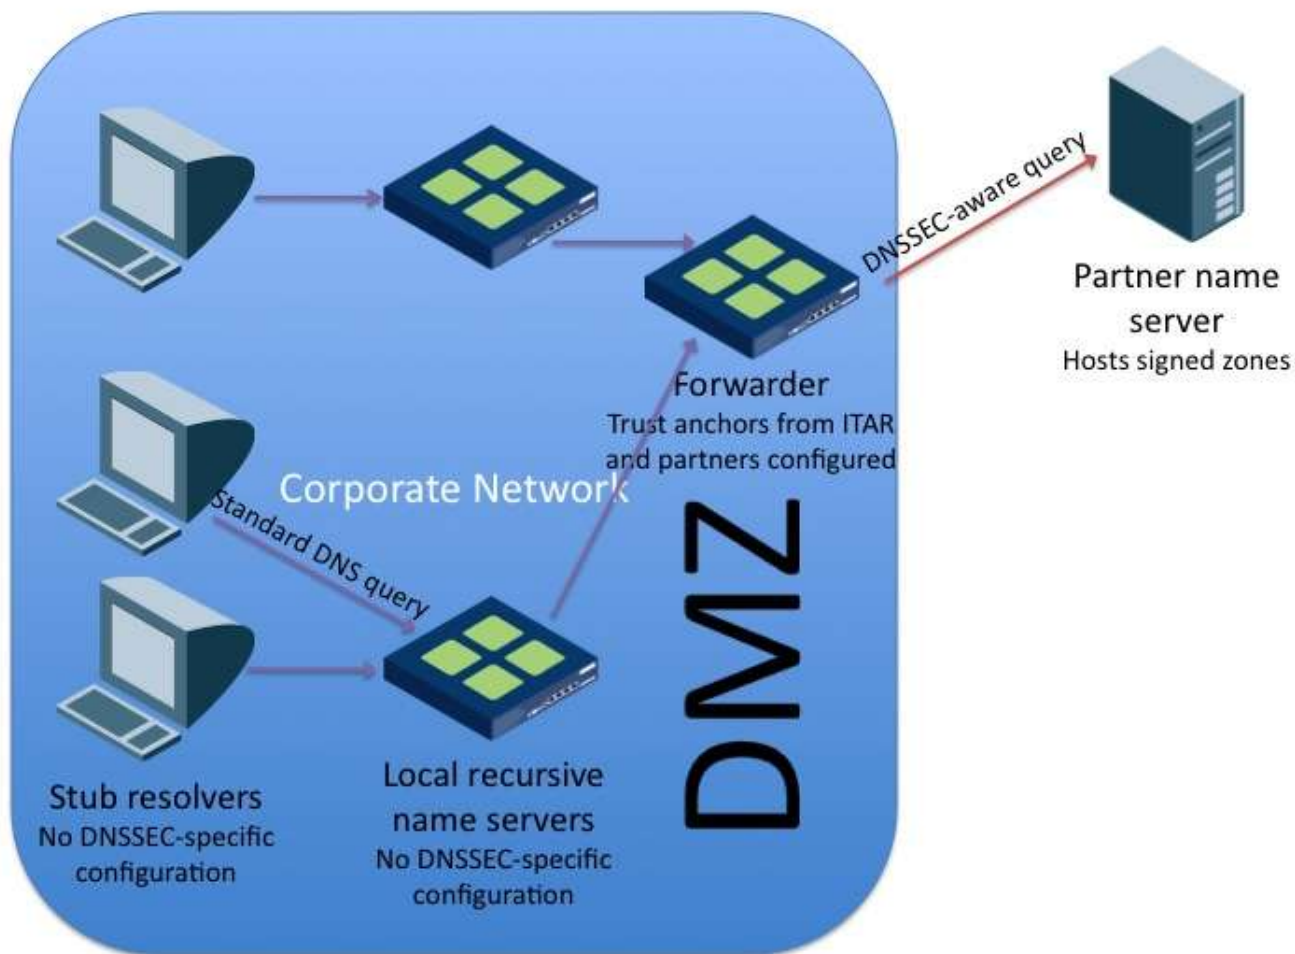 DNSSEC-aware query
Partner name
server
Hosts signed zones
Forwarder
Trust anchors from ITAR
and partners configured
Corporate Network
Standard DNS query
DMZ
Stub resolvers
No DNSSEC-specific
configuration
Local recursive
name servers
No DNSSEC-specific
configuration